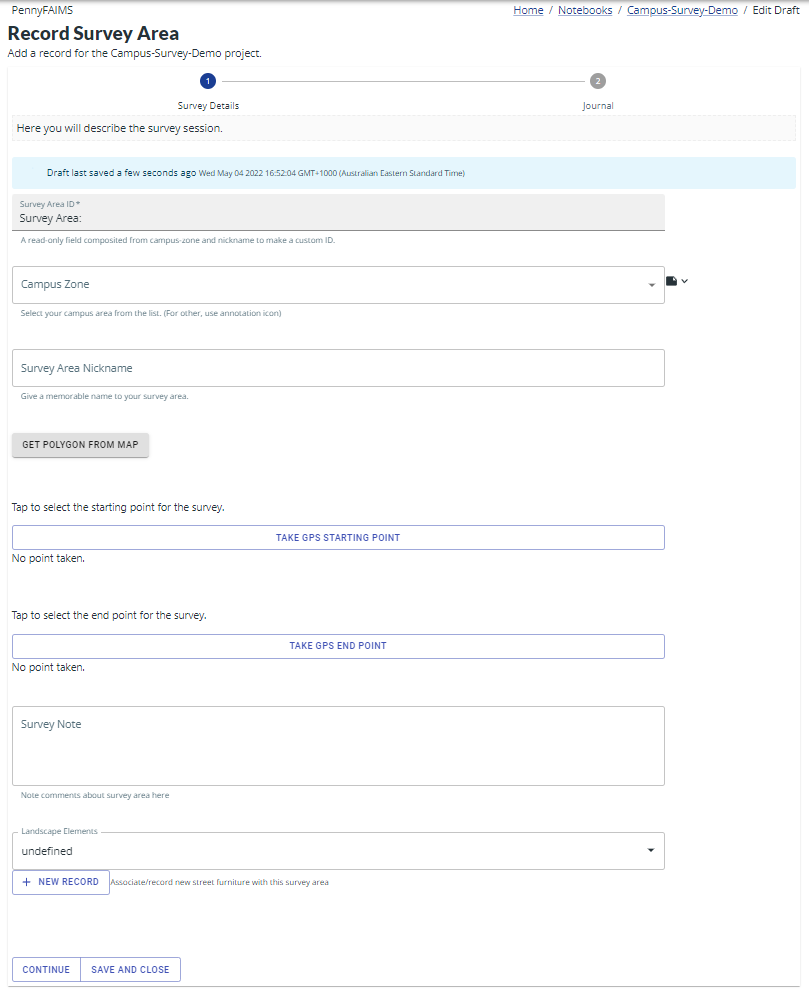 PennyFAIMS
Home / Notebooks / Campus-Survey-Demo / Edit Draft
Record Survey Area
Add a record for the Campus-Survey-Demo project.
1
2
Survey Details
Journal
Here you will describe the survey session.
Draft last saved a few seconds ago Wed May 04 2022 16:52:04 GMT+1000 (Australian Eastern Standard Time)
Survey Area ID *
Survey Area:
A read-only field composited from campus-zone and nickname to make a custom ID.
Campus Zone
Select your campus area from the list. (For other, use annotation icon)
Survey Area Nickname
Give a memorable name to your survey area.
GET POLYGON FROM MAP
Tap to select the starting point for the survey.
TAKE GPS STARTING POINT
No point taken.
Tap to select the end point for the survey.
TAKE GPS END POINT
No point taken.
Survey Note
Note comments about survey area here
Landscape Elements
undefined
+ NEW RECORD Associate/record new street furniture with this survey area
CONTINUE SAVE AND CLOSE